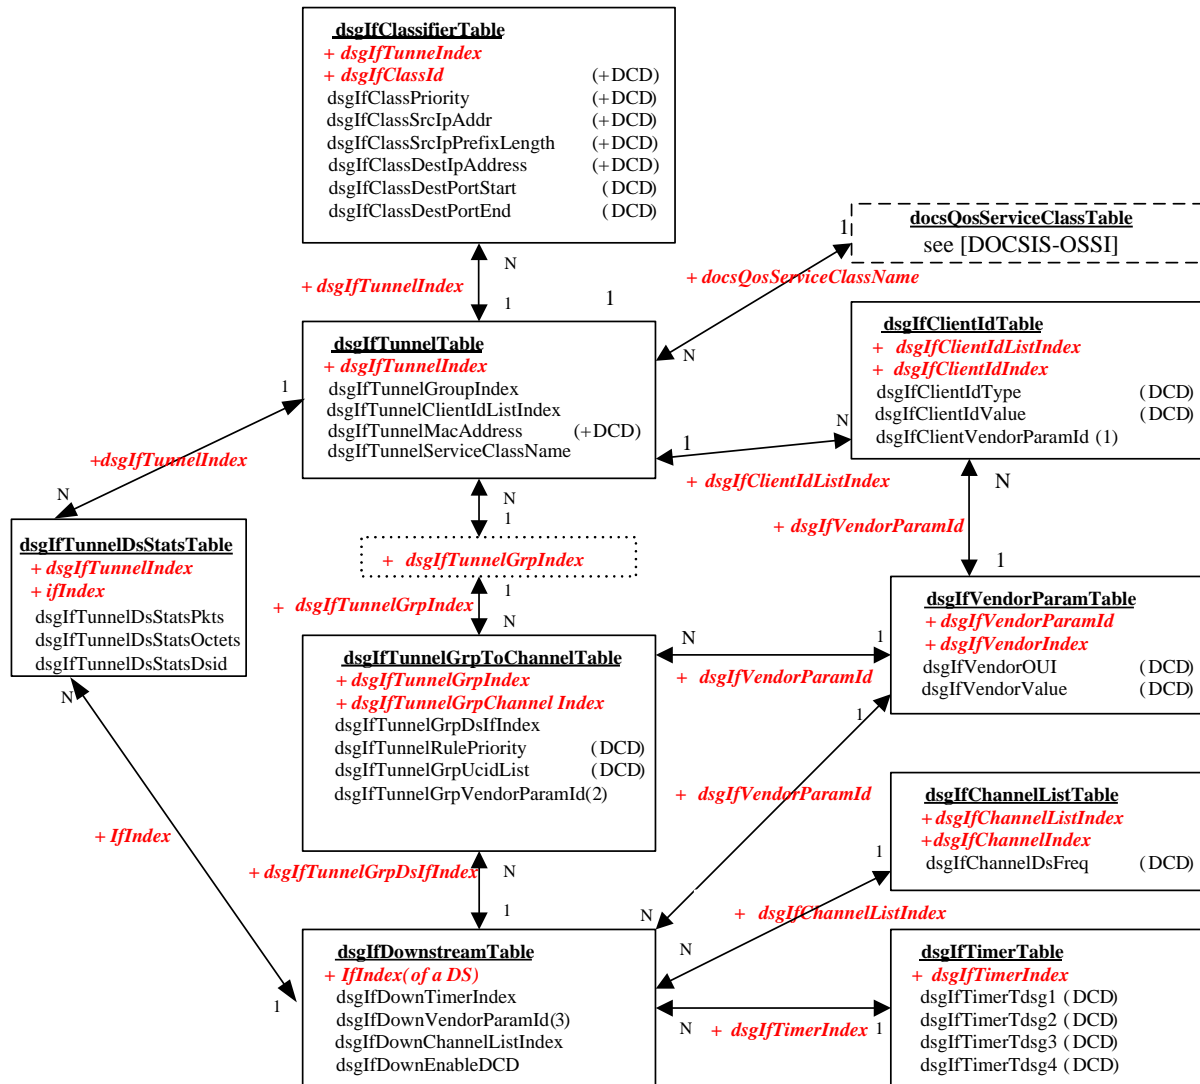 dsgIfClassifierTable
+ dsgIfTunneIndex
+ dsgIfClassId (+DCD)
dsgIfClassPriority (+DCD)
dsgIfClassSrcIpAddr (+DCD)
dsgIfClassSrcIpPrefixLength (+DCD)
dsgIfClassDestIpAddress (+DCD)
dsgIfClassDestPortStart (DCD)
dsgIfClassDestPortEnd (DCD)
docsQosServiceClassTable
see [DOCSIS-OSSI]
1
N
+ dsgIfTunnelIndex
1
1
+ docsQosServiceClassName
N
dsgIfTunnelTable
+ dsgIfTunnelIndex
dsgIfTunnelGroupIndex
dsgIfTunnelClientIdListIndex
dsgIfTunnelMacAddress (+DCD)
dsgIfTunnelServiceClassName
dsgIfClientIdTable
+ dsgIfClientIdListIndex
+ dsgIfClientIdIndex
dsgIfClientIdType (DCD)
dsgIfClientIdValue (DCD)
dsgIfClientVendorParamId (1)
1
+dsgIfTunnelIndex
N
N
1
+ dsgIfClientIdListIndex
N
1
N
+ dsgIfVendorParamId
1
dsgIfTunnelDsStatsTable
+ dsgIfTunnelIndex
+ ifIndex
dsgIfTunnelDsStatsPkts
dsgIfTunnelDsStatsOctets
dsgIfTunnelDsStatsDsid
+ dsgIfTunnelGrpIndex
1
+ dsgIfTunnelGrpIndex
N
dsgIfVendorParamTable
+ dsgIfVendorParamId
+ dsgIfVendorIndex
dsgIfVendorOUI (DCD)
dsgIfVendorValue (DCD)
dsgIfTunnelGrpToChannelTable
+ dsgIfTunnelGrpIndex
+ dsgIfTunnelGrpChannel Index
dsgIfTunnelGrpDsIfIndex
dsgIfTunnelRulePriority (DCD)
dsgIfTunnelGrpUcidList (DCD)
dsgIfTunnelGrpVendorParamId(2)
N
1
+ dsgIfVendorParamId
N
1
+ dsgIfVendorParamId
N
+ IfIndex
1
+ dsgIfTunnelGrpDsIfIndex
N
1
dsgIfChannelListTable
+dsgIfChannelListIndex
+dsgIfChannelIndex
dsgIfChannelDsFreq (DCD)
1
+ dsgIfChannelListIndex
N
dsgIfDownstreamTable
+ IfIndex(of a DS)
dsgIfDownTimerIndex
dsgIfDownVendorParamId(3)
dsgIfDownChannelListIndex
dsgIfDownEnableDCD
N
+ dsgIfTimerIndex
1
dsgIfTimerTable
+ dsgIfTimerIndex
dsgIfTimerTdsg1 (DCD)
dsgIfTimerTdsg2 (DCD)
dsgIfTimerTdsg3 (DCD)
dsgIfTimerTdsg4 (DCD)